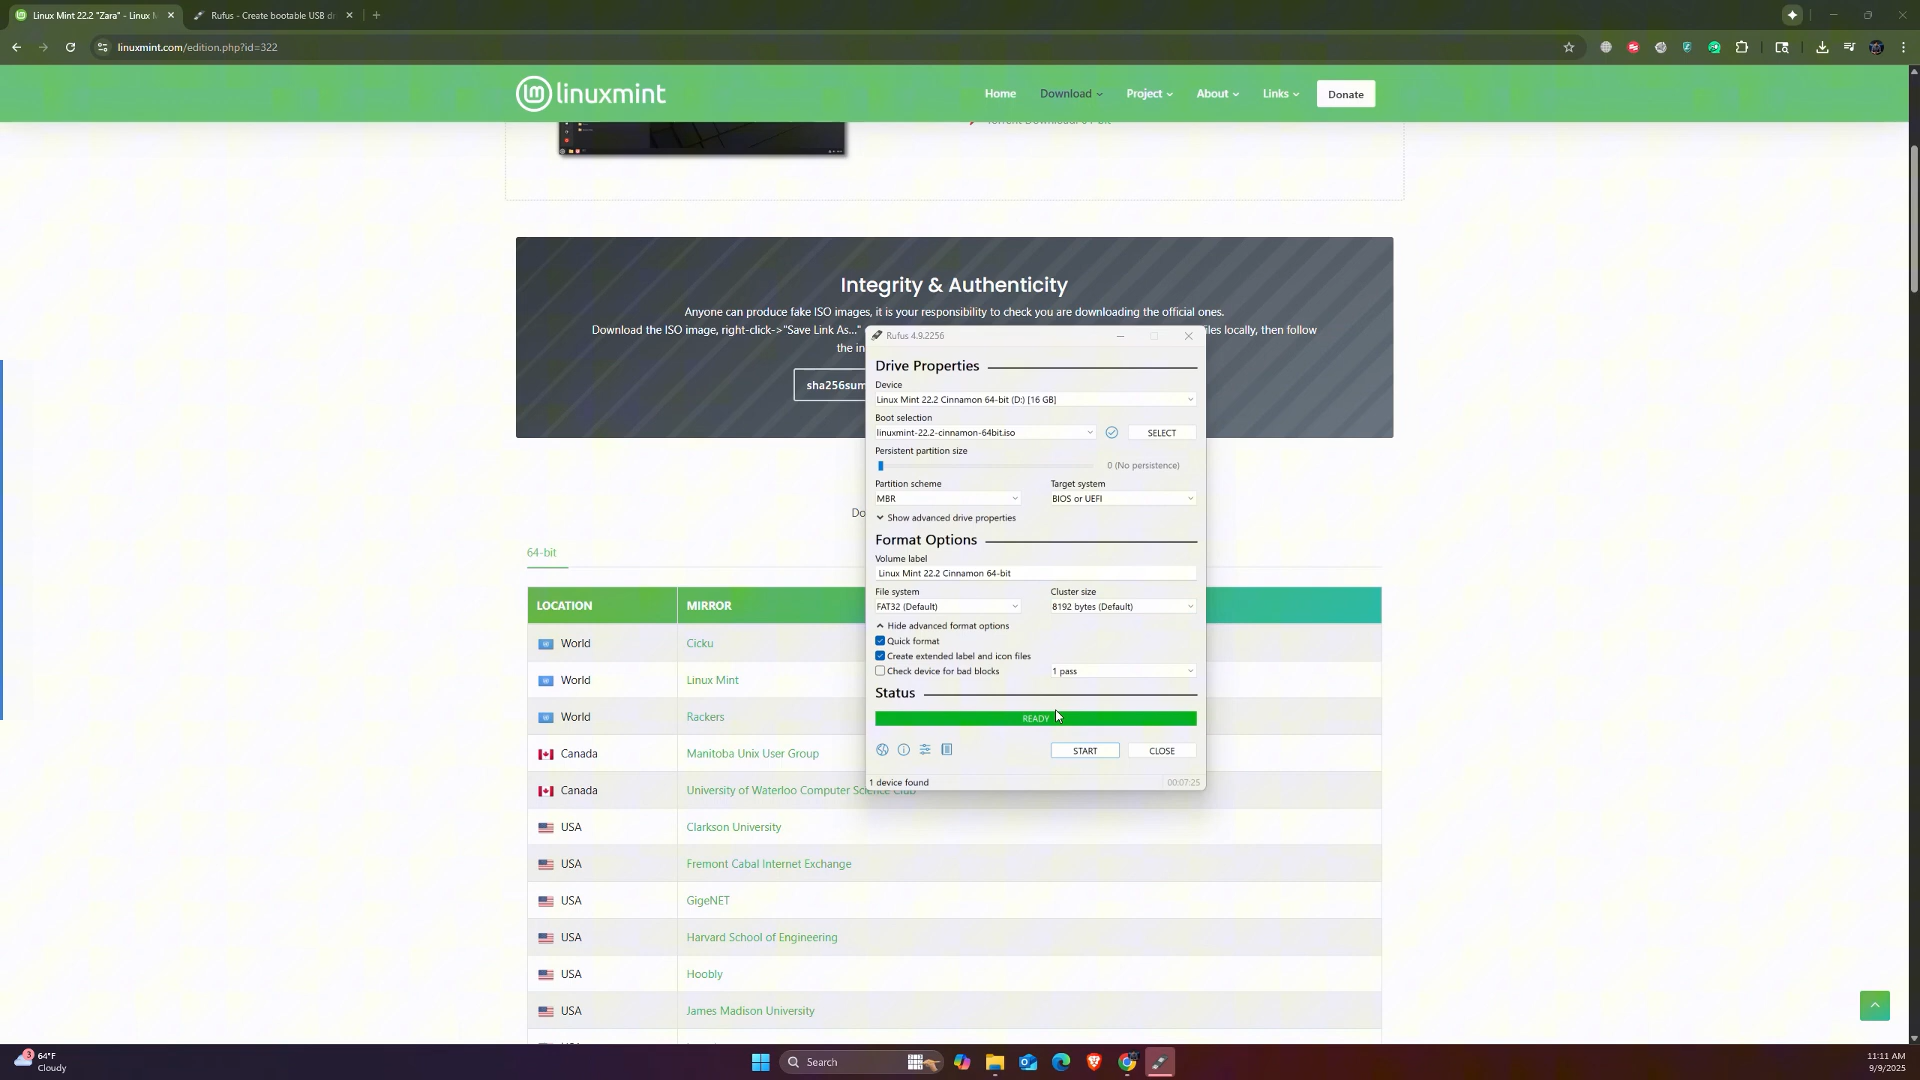 Linux Mint 22.2 "Zara" - Linux M
Rufus - Create bootable USB dr
linuxmint.com/edition.php?id=322
linuxmint
Home
Download
Project
About
Links
Donate
Integrity & Authenticity
Anyone can produce fake ISO images, it is your responsibility to check you are downloading the official ones.
Download the ISO image, right-click->"Save Link As..."
iles locally, then follow
the in
sha256sum
Rufus 4.9.2256
Drive Properties
Device
Linux Mint 22.2 Cinnamon 64-bit (D:) [16 GB]
Boot selection
linuxmint-22.2-cinnamon-64bit.iso
SELECT
Persistent partition size
0 (No persistence)
Partition scheme
Target system
MBR
BIOS or UEFI
Show advanced drive properties
Format Options
Volume label
Linux Mint 22.2 Cinnamon 64-bit
File system
Cluster size
FAT32 (Default)
8192 bytes (Default)
Hide advanced format options
Quick format
Create extended label and icon files
Check device for bad blocks
1 pass
Status
READY
START
CLOSE
1 device found
00:07:25
Do
64-bit
LOCATION MIRROR
World Cicku
World Linux Mint
World Rackers
Canada Manitoba Unix User Group
Canada University of Waterloo Computer Science Club
USA Clarkson University
USA Fremont Cabal Internet Exchange
USA GigeNET
USA Harvard School of Engineering
USA Hoobly
USA James Madison University
3
64°F
Cloudy
Search
11:11 AM
9/9/2025